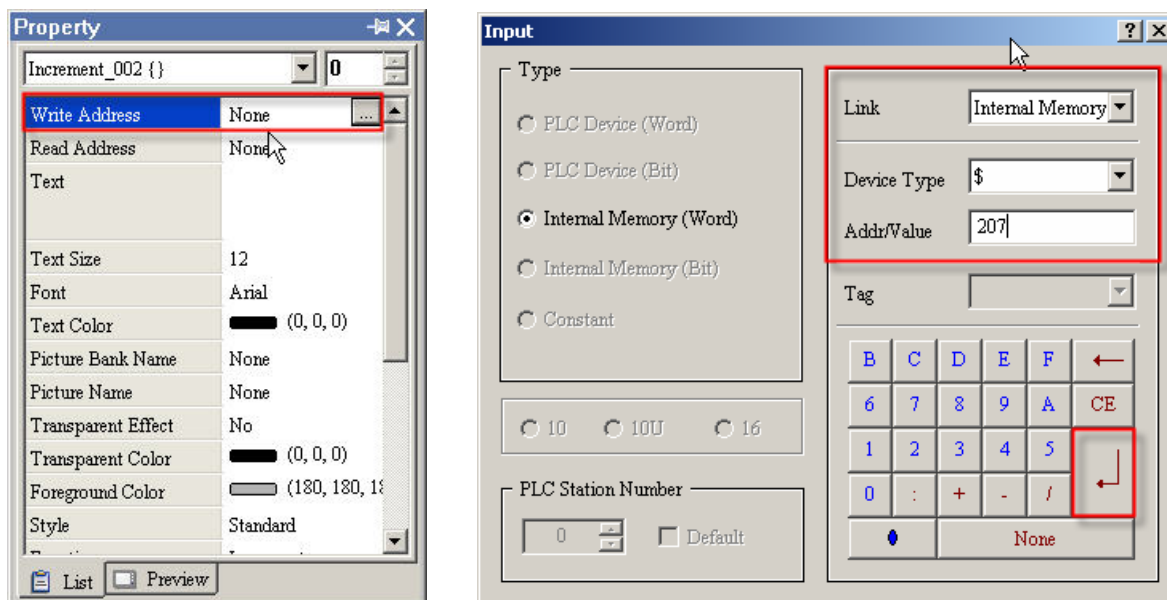 Property
Increment_002 {} 0
Write Address None ...
Read Address None
Text
Text Size 12
Font Arial
Text Color (0, 0, 0)
Picture Bank Name None
Picture Name None
Transparent Effect No
Transparent Color (0, 0, 0)
Foreground Color (180, 180, 18
Style Standard
List Preview
Input ?
Type
PLC Device (Word)
PLC Device (Bit)
Internal Memory (Word)
Internal Memory (Bit)
Constant
10 10U 16
PLC Station Number
0 Default
Link Internal Memory
Device Type $
Addr/Value 207
Tag
B C D E F ←
6 7 8 9 A CE
1 2 3 4 5
0 : + - /
None